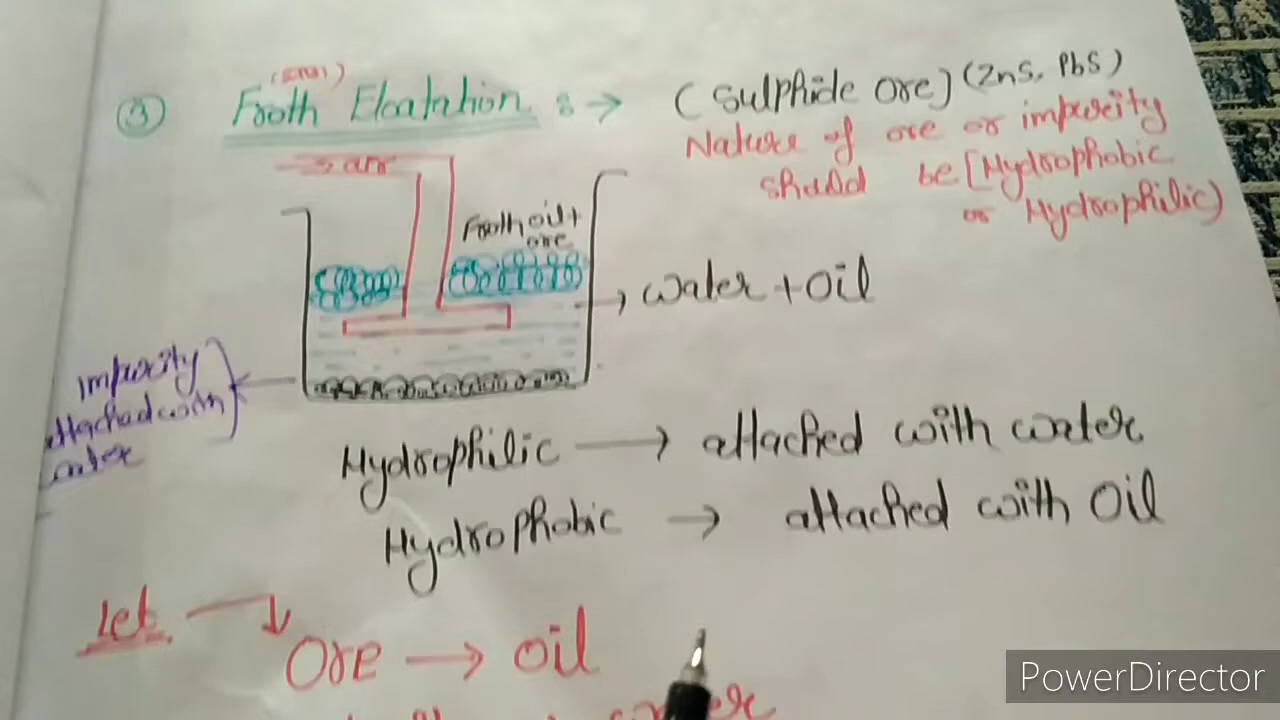 ③ Froth Floatation :→ (Sulphide ore) (ZnS, PbS)
Nature of ore or impurity
should be [Hydrophobic
or Hydrophilic)
→ air
Froth oil+
ore
→ water + oil
Impurity
attached with
water
Hydrophilic → attached with water
Hydrophobic → attached with oil
let
Ore → oil
PowerDirector